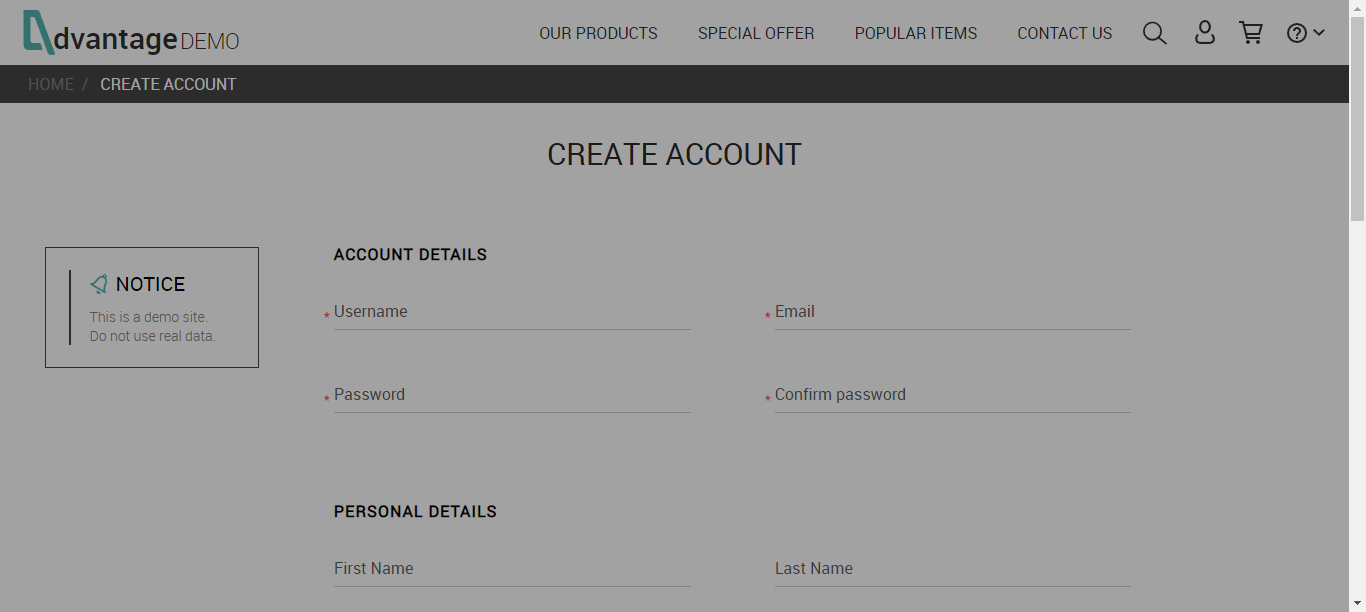 dvantage DEMO
OUR PRODUCTS SPECIAL OFFER POPULAR ITEMS CONTACT US
HOME / CREATE ACCOUNT
CREATE ACCOUNT
NOTICE
This is a demo site.
Do not use real data.
ACCOUNT DETAILS
* Username
* Email
* Password
* Confirm password
PERSONAL DETAILS
First Name
Last Name